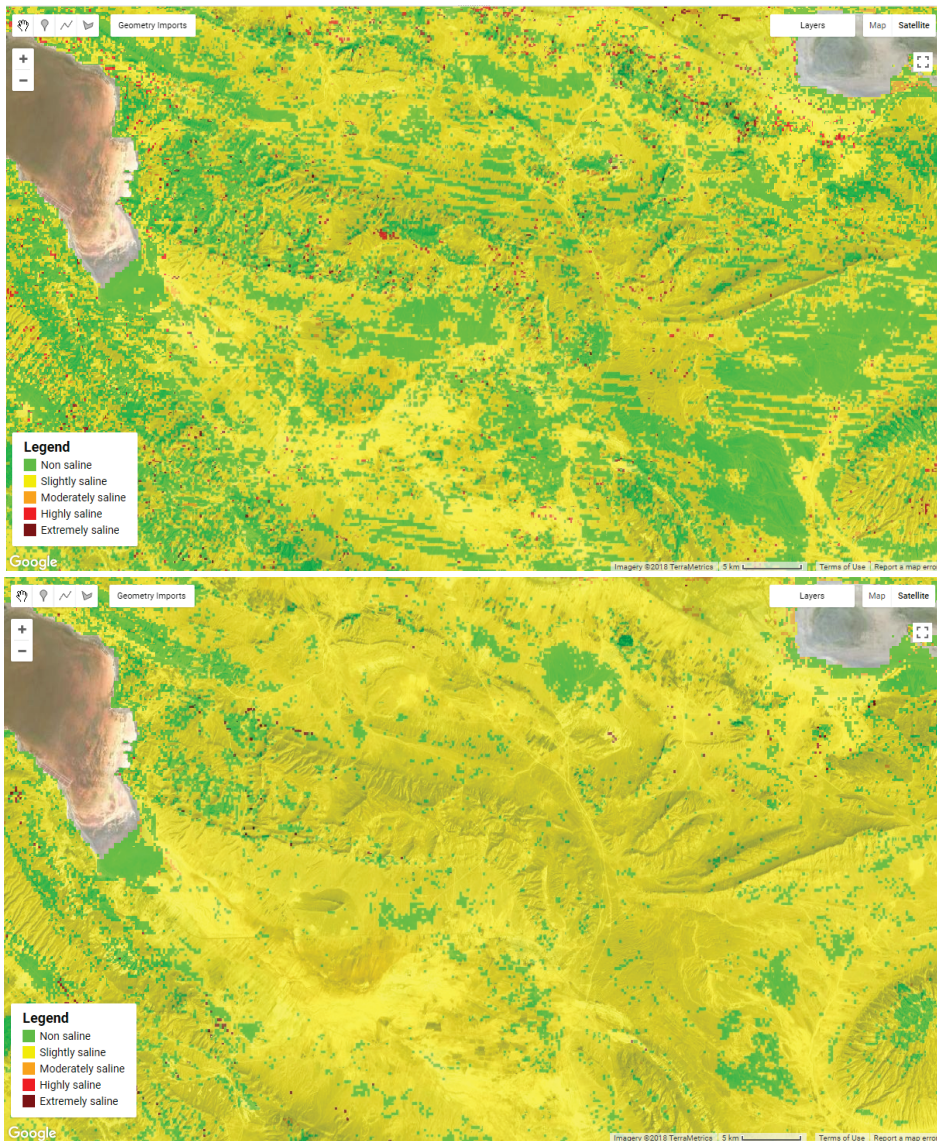 Geometry Imports
Layers
Map
Satellite
+
−
Legend
Non saline
Slightly saline
Moderately saline
Highly saline
Extremely saline
Google
Imagery ©2018 TerraMetrics
5 km
Terms of Use
Report a map erro
Geometry Imports
Layers
Map
Satellite
+
−
Legend
Non saline
Slightly saline
Moderately saline
Highly saline
Extremely saline
Google
Imagery ©2018 TerraMetrics
5 km
Terms of Use
Report a map erro